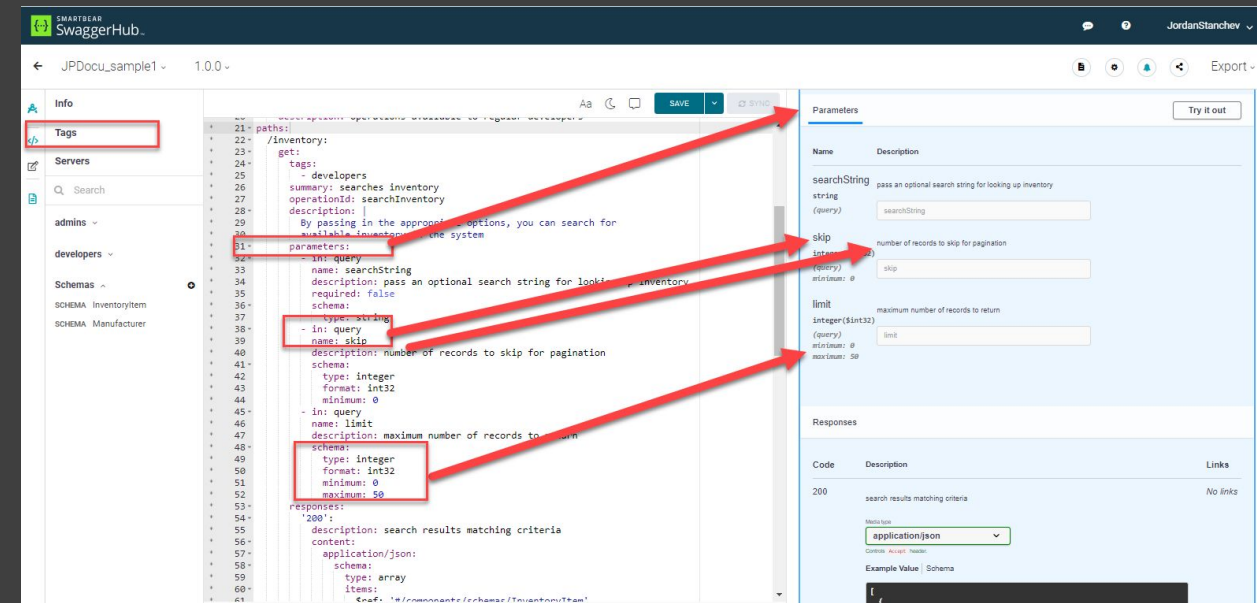 SMARTBEAR
SwaggerHub
JordanStanchev
JPDocu_sample1
1.0.0
Export
Info
Tags
Servers
Search
admins
developers
Schemas
SCHEMA InventoryItem
SCHEMA Manufacturer
Aa
SAVE
SYNC
20 description: operations available to regular developers
21 paths:
22 /inventory:
23 get:
24 tags:
25 - developers
26 summary: searches inventory
27 operationId: searchInventory
28 description: |
29 By passing in the appropriate options, you can search for
30 available inventory in the system
31 parameters:
32 - in: query
33 name: searchString
34 description: pass an optional search string for looking up inventory
35 required: false
36 schema:
37 type: string
38 - in: query
39 name: skip
40 description: number of records to skip for pagination
41 schema:
42 type: integer
43 format: int32
44 minimum: 0
45 - in: query
46 name: limit
47 description: maximum number of records to return
48 schema:
49 type: integer
50 format: int32
51 minimum: 0
52 maximum: 50
53 responses:
54 '200':
55 description: search results matching criteria
56 content:
57 application/json:
58 schema:
59 type: array
60 items:
61 $ref: '#/components/schemas/InventoryItem'
Parameters
Try it out
Name Description
searchString
string
(query)
pass an optional search string for looking up inventory
searchString
skip
(query)
minimum: 0
number of records to skip for pagination
skip
limit
integer($int32)
(query)
minimum: 0
maximum: 50
maximum number of records to return
limit
Responses
Code Description Links
200 search results matching criteria No links
Media type
application/json
Controls Accept header.
Example Value Schema
[
{